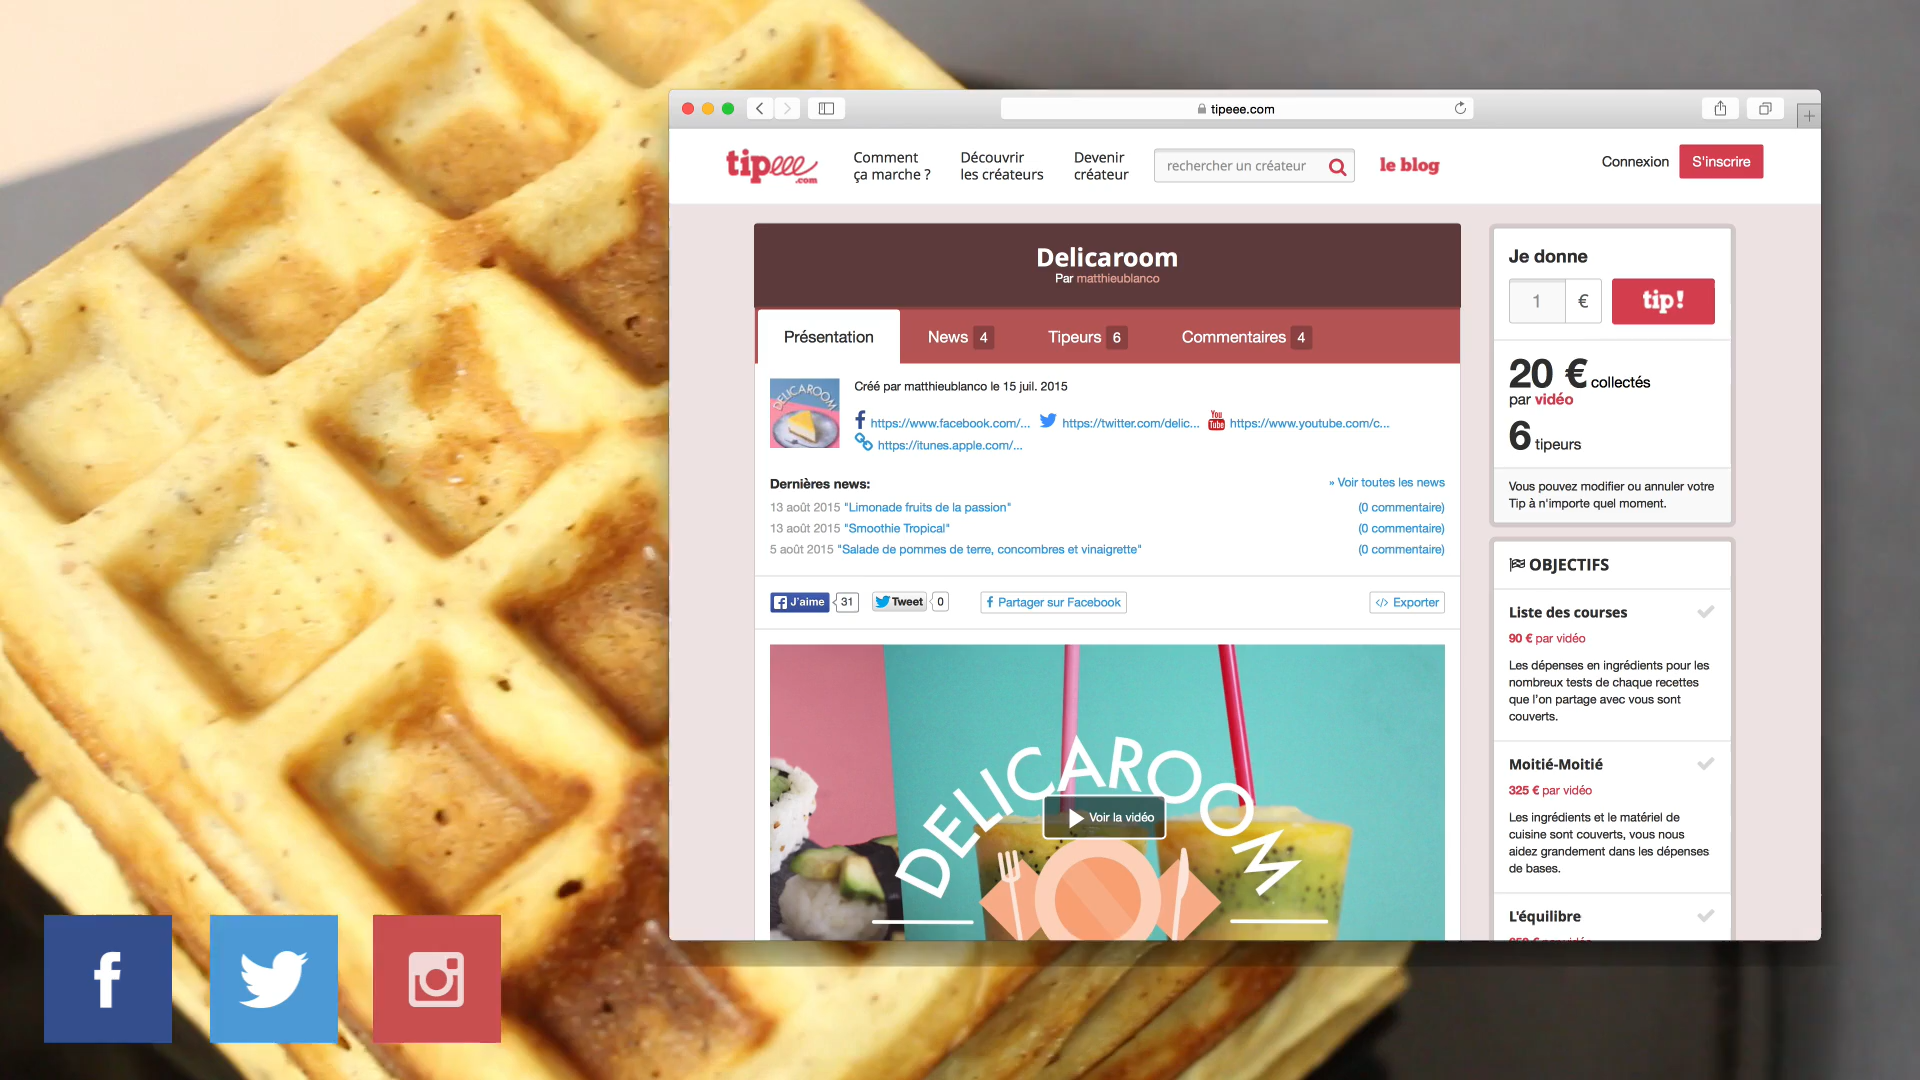 tipeee.com
tipeee.com
Comment
ça marche ?
Découvrir
les créateurs
Devenir
créateur
rechercher un créateur
le blog
Connexion
S'inscrire
Delicaroom
Par matthieublanco
Présentation
News 4
Tipeurs 6
Commentaires 4
DELICAROOM
Créé par matthieublanco le 15 juil. 2015
https://www.facebook.com/...
https://twitter.com/delic...
You Tube
https://www.youtube.com/c...
https://itunes.apple.com/...
Dernières news:
» Voir toutes les news
13 août 2015 "Limonade fruits de la passion" (0 commentaire)
13 août 2015 "Smoothie Tropical" (0 commentaire)
5 août 2015 "Salade de pommes de terre, concombres et vinaigrette" (0 commentaire)
J'aime 31
Tweet 0
Partager sur Facebook
</> Exporter
DELICAROOM
Voir la vidéo
Je donne
1 €
tip!
20 € collectés
par vidéo
6 tipeurs
Vous pouvez modifier ou annuler votre
Tip à n'importe quel moment.
OBJECTIFS
Liste des courses
90 € par vidéo
Les dépenses en ingrédients pour les
nombreux tests de chaque recettes
que l'on partage avec vous sont
couverts.
Moitié-Moitié
325 € par vidéo
Les ingrédients et le matériel de
cuisine sont couverts, vous nous
aidez grandement dans les dépenses
de bases.
L'équilibre